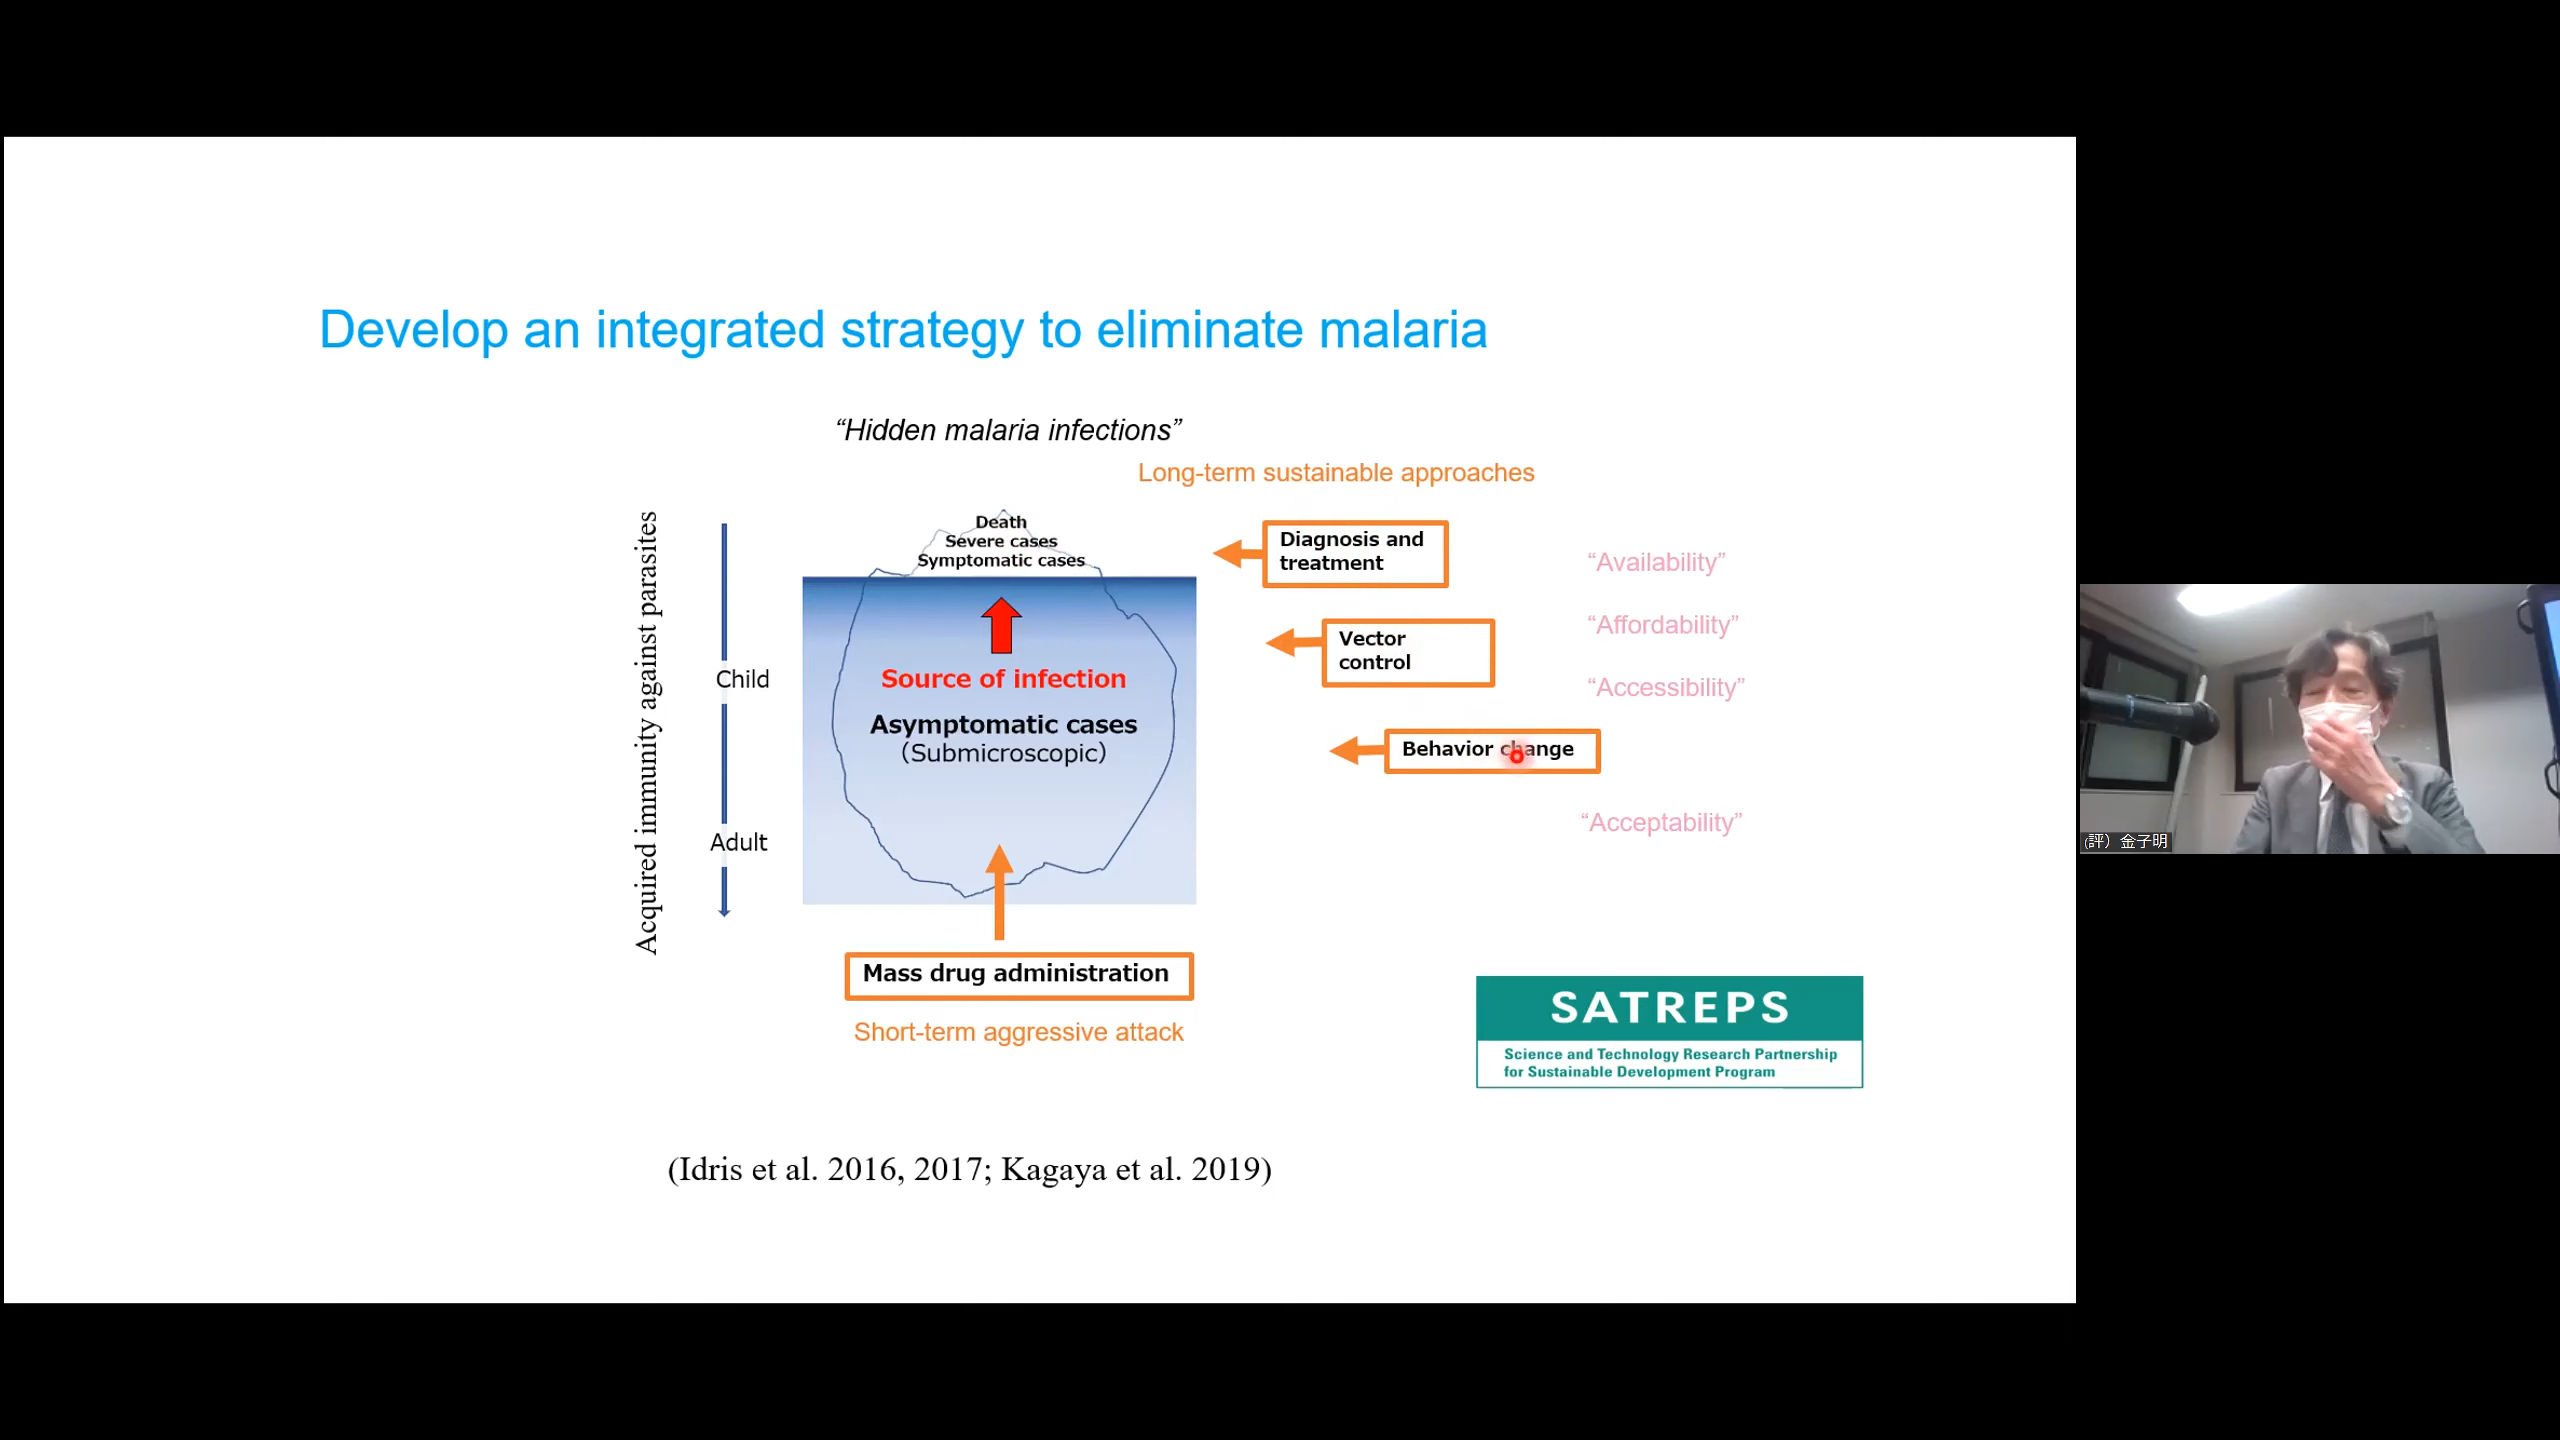 Develop an integrated strategy to eliminate malaria
“Hidden malaria infections”
Long-term sustainable approaches
Acquired immunity against parasites
Child
Adult
Death
Severe cases
Symptomatic cases
Source of infection
Asymptomatic cases
(Submicroscopic)
Diagnosis and
treatment
Vector
control
Behavior change
“Availability”
“Affordability”
“Accessibility”
“Acceptability”
Mass drug administration
Short-term aggressive attack
SATREPS
Science and Technology Research Partnership
for Sustainable Development Program
(Idris et al. 2016, 2017; Kagaya et al. 2019)
(評）金子明